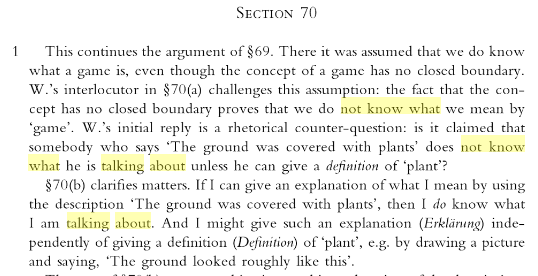 SECTION 70
1 This continues the argument of §69. There it was assumed that we do know
what a game is, even though the concept of a game has no closed boundary.
W.'s interlocutor in §70(a) challenges this assumption: the fact that the con-
cept has no closed boundary proves that we do not know what we mean by
'game'. W.'s initial reply is a rhetorical counter-question: is it claimed that
somebody who says 'The ground was covered with plants' does not know
what he is talking about unless he can give a definition of 'plant'?
§70(b) clarifies matters. If I can give an explanation of what I mean by using
the description 'The ground was covered with plants', then I do know what
I am talking about. And I might give such an explanation (Erklärung) inde-
pendently of giving a definition (Definition) of 'plant', e.g. by drawing a picture
and saying, 'The ground looked roughly like this'.